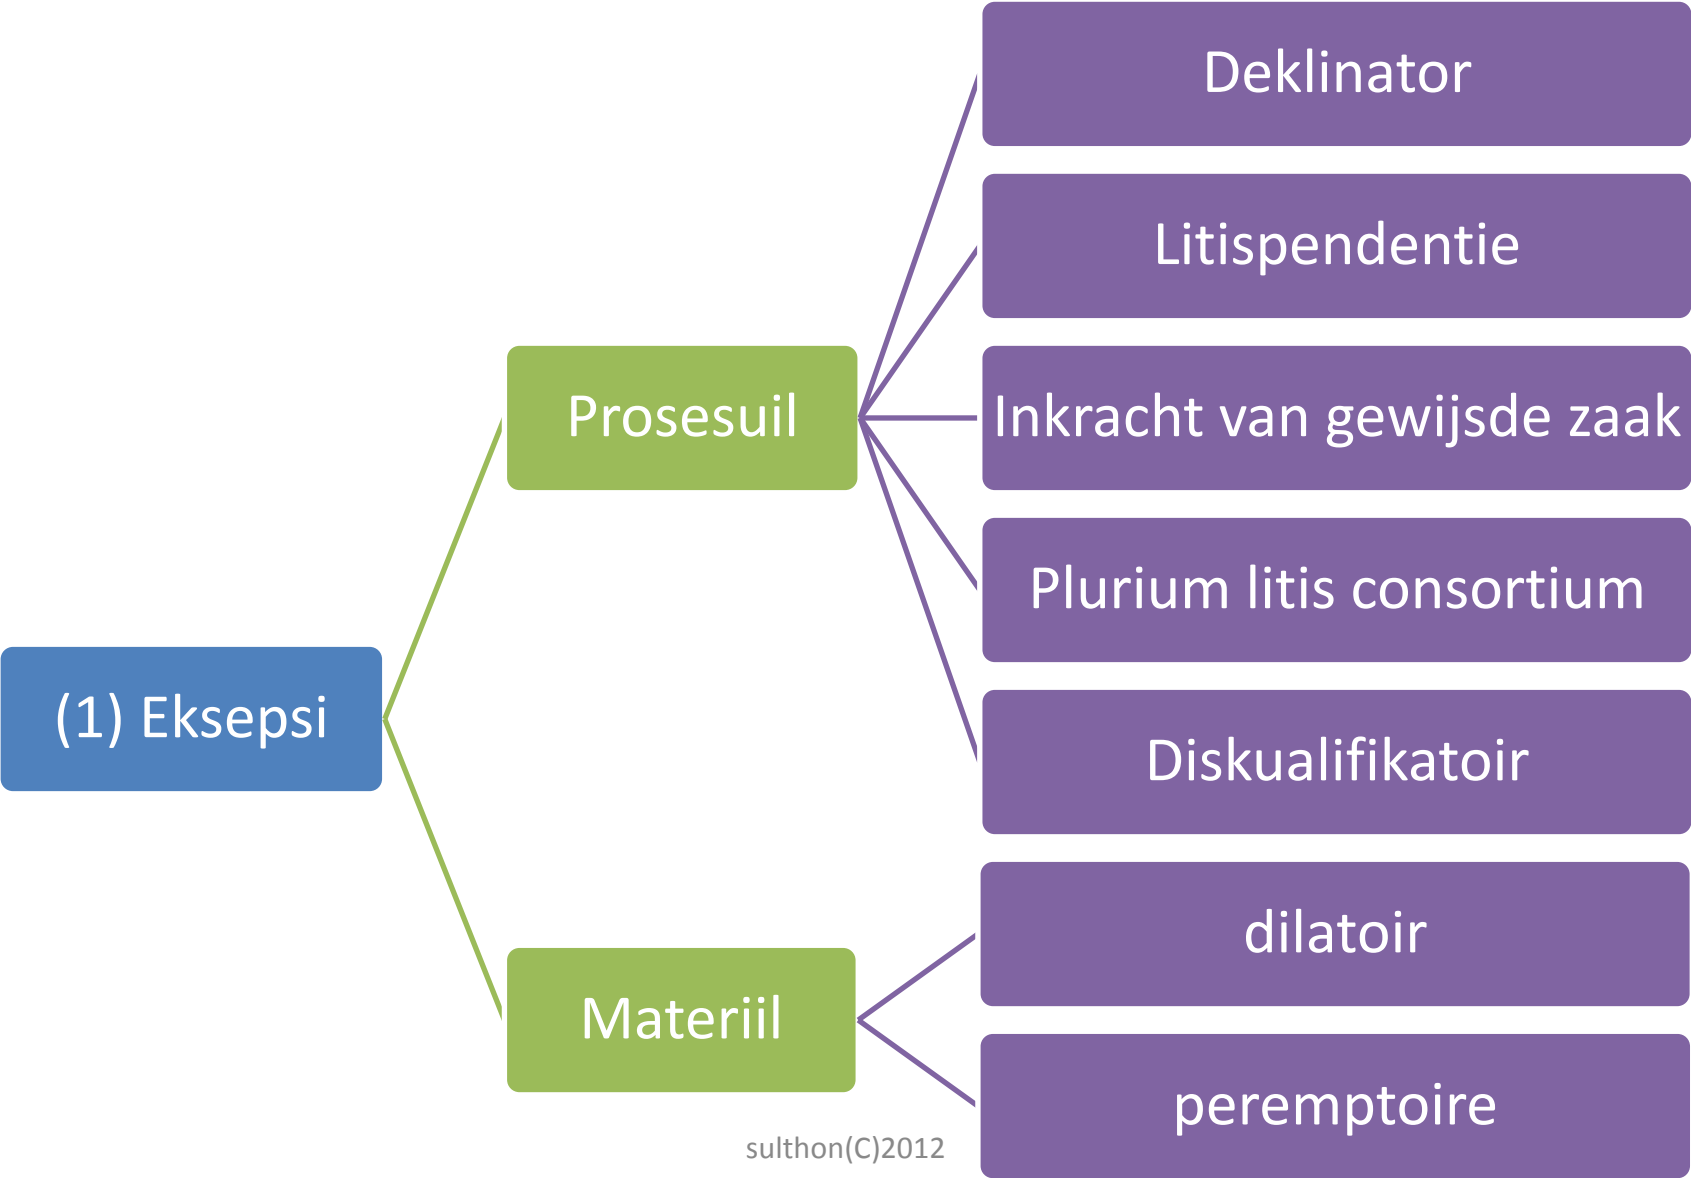 (1) Eksepsi
Prosesuil
Deklinator
Litispendentie
Inkracht van gewijsde zaak
Plurium litis consortium
Diskualifikatoir
Materiil
dilatoir
peremptoire
sulthon(C)2012